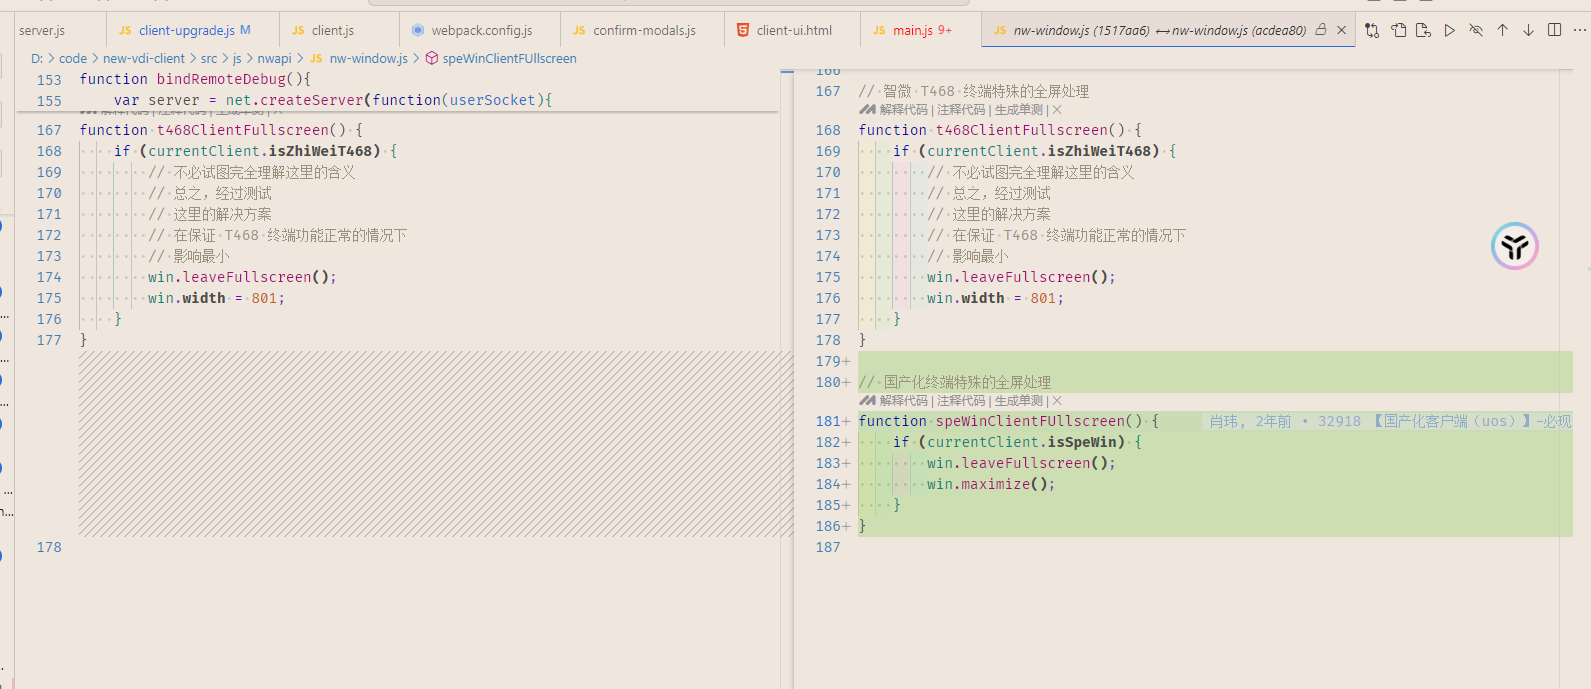 server.js
JS client-upgrade.js M
JS client.js
webpack.config.js
JS confirm-modals.js
client-ui.html
JS main.js 9+
JS nw-window.js (1517aa6) ↔ nw-window.js (acdea80)
D: > code > new-vdi-client > src > js > nwapi > JS nw-window.js > speWinClientFUllscreen
153 function bindRemoteDebug(){
155 var server = net.createServer(function(userSocket){
解释代码 | 注释代码 | 生成单测 | ×
167 function t468ClientFullscreen() {
168 if (currentClient.isZhiWeiT468) {
169 // 不必试图完全理解这里的含义
170 // 总之，经过测试
171 // 这里的解决方案
172 // 在保证 T468 终端功能正常的情况下
173 // 影响最小
174 win.leaveFullscreen();
175 win.width = 801;
176 }
177 }
178
166
167 // 智微 T468 终端特殊的全屏处理
解释代码 | 注释代码 | 生成单测 | ×
168 function t468ClientFullscreen() {
169 if (currentClient.isZhiWeiT468) {
170 // 不必试图完全理解这里的含义
171 // 总之，经过测试
172 // 这里的解决方案
173 // 在保证 T468 终端功能正常的情况下
174 // 影响最小
175 win.leaveFullscreen();
176 win.width = 801;
177 }
178 }
179+
180+ // 国产化终端特殊的全屏处理
解释代码 | 注释代码 | 生成单测 | ×
181+ function speWinClientFUllscreen() { 肖玮, 2年前 • 32918 【国产化客户端（uos）】-必现
182+ if (currentClient.isSpeWin) {
183+ win.leaveFullscreen();
184+ win.maximize();
185+ }
186+ }
187